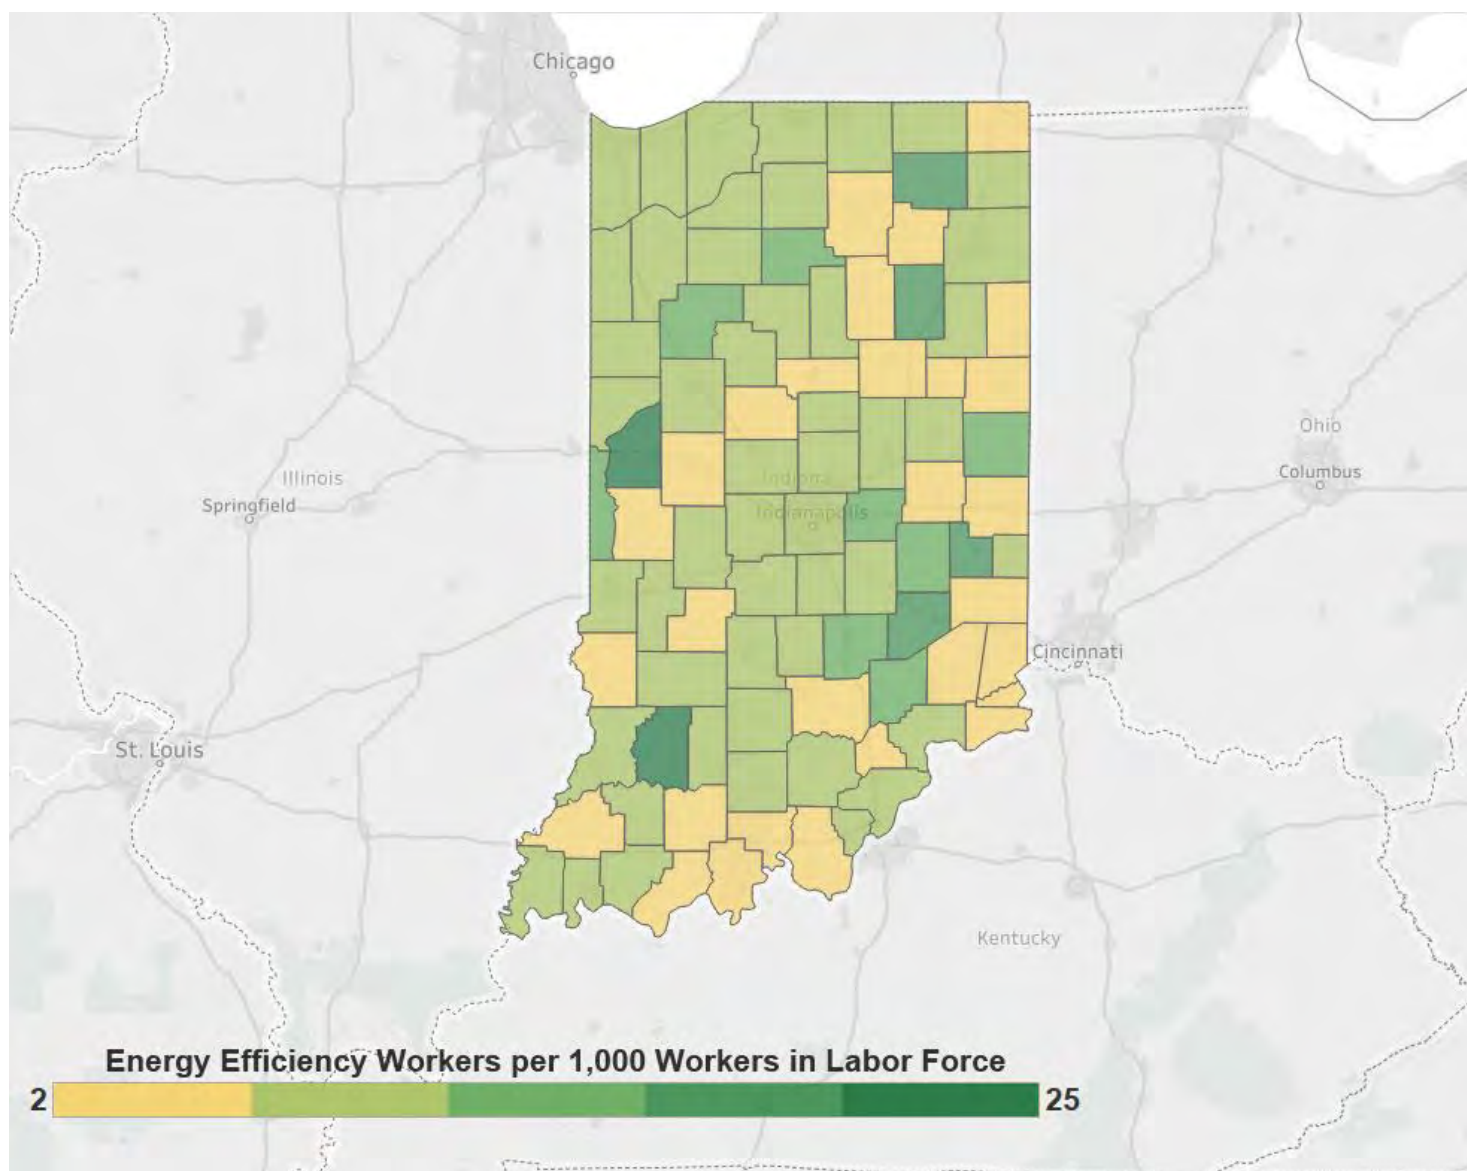 Chicago
Ohio
Columbus
Illinois
Indiana
Springfield
Indianapolis
Cincinnati
St. Louis
Kentucky
Energy Efficiency Workers per 1,000 Workers in Labor Force
2 25